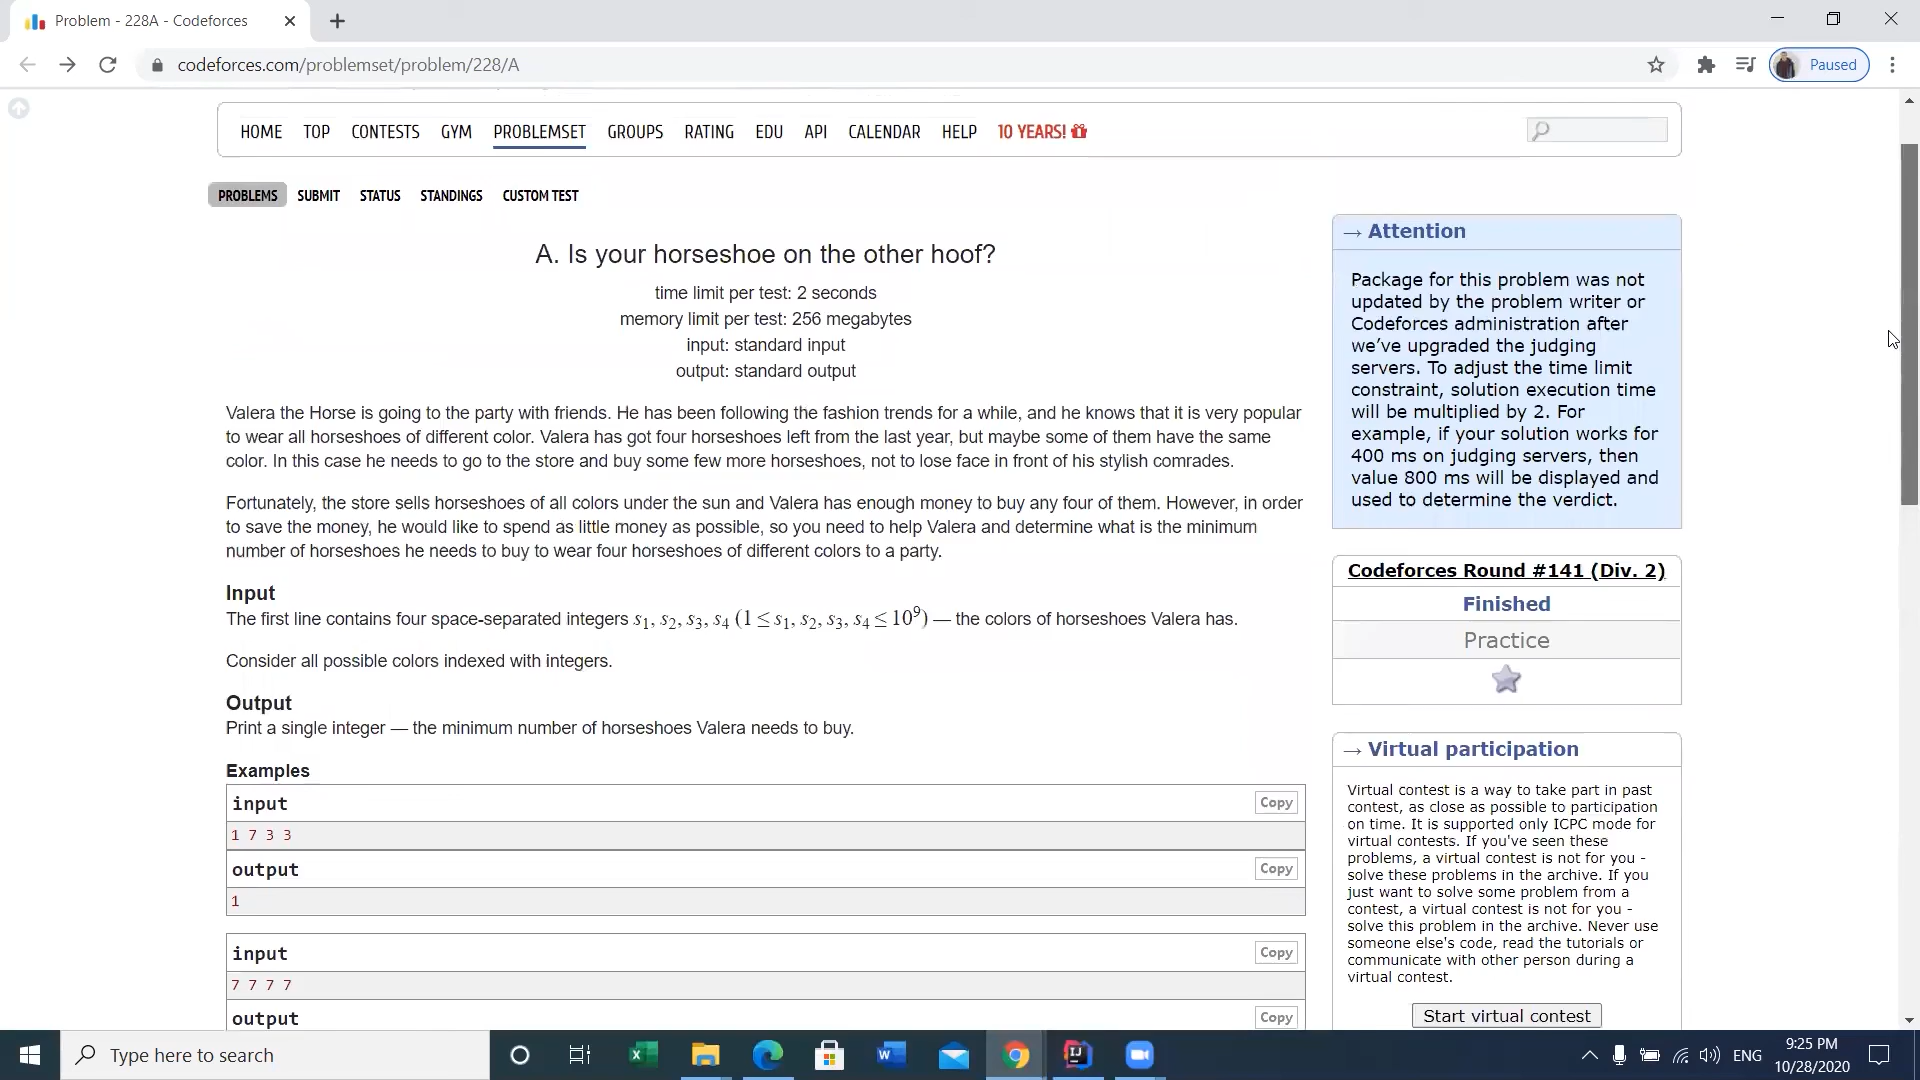 Problem - 228A - Codeforces
codeforces.com/problemset/problem/228/A
Paused
HOME TOP CONTESTS GYM PROBLEMSET GROUPS RATING EDU API CALENDAR HELP 10 YEARS!
PROBLEMS SUBMIT STATUS STANDINGS CUSTOM TEST
A. Is your horseshoe on the other hoof?
time limit per test: 2 seconds
memory limit per test: 256 megabytes
input: standard input
output: standard output
Valera the Horse is going to the party with friends. He has been following the fashion trends for a while, and he knows that it is very popular
to wear all horseshoes of different color. Valera has got four horseshoes left from the last year, but maybe some of them have the same
color. In this case he needs to go to the store and buy some few more horseshoes, not to lose face in front of his stylish comrades.
Fortunately, the store sells horseshoes of all colors under the sun and Valera has enough money to buy any four of them. However, in order
to save the money, he would like to spend as little money as possible, so you need to help Valera and determine what is the minimum
number of horseshoes he needs to buy to wear four horseshoes of different colors to a party.
Input
The first line contains four space-separated integers s1, s2, s3, s4 (1 ≤ s1, s2, s3, s4 ≤ 10^9) — the colors of horseshoes Valera has.
Consider all possible colors indexed with integers.
Output
Print a single integer — the minimum number of horseshoes Valera needs to buy.
Examples
input Copy
1 7 3 3
output Copy
1
input Copy
7 7 7 7
output Copy
→ Attention
Package for this problem was not
updated by the problem writer or
Codeforces administration after
we’ve upgraded the judging
servers. To adjust the time limit
constraint, solution execution time
will be multiplied by 2. For
example, if your solution works for
400 ms on judging servers, then
value 800 ms will be displayed and
used to determine the verdict.
Codeforces Round #141 (Div. 2)
Finished
Practice
→ Virtual participation
Virtual contest is a way to take part in past
contest, as close as possible to participation
on time. It is supported only ICPC mode for
virtual contests. If you've seen these
problems, a virtual contest is not for you -
solve these problems in the archive. If you
just want to solve some problem from a
contest, a virtual contest is not for you -
solve this problem in the archive. Never use
someone else's code, read the tutorials or
communicate with other person during a
virtual contest.
Start virtual contest
Type here to search
ENG
9:25 PM
10/28/2020